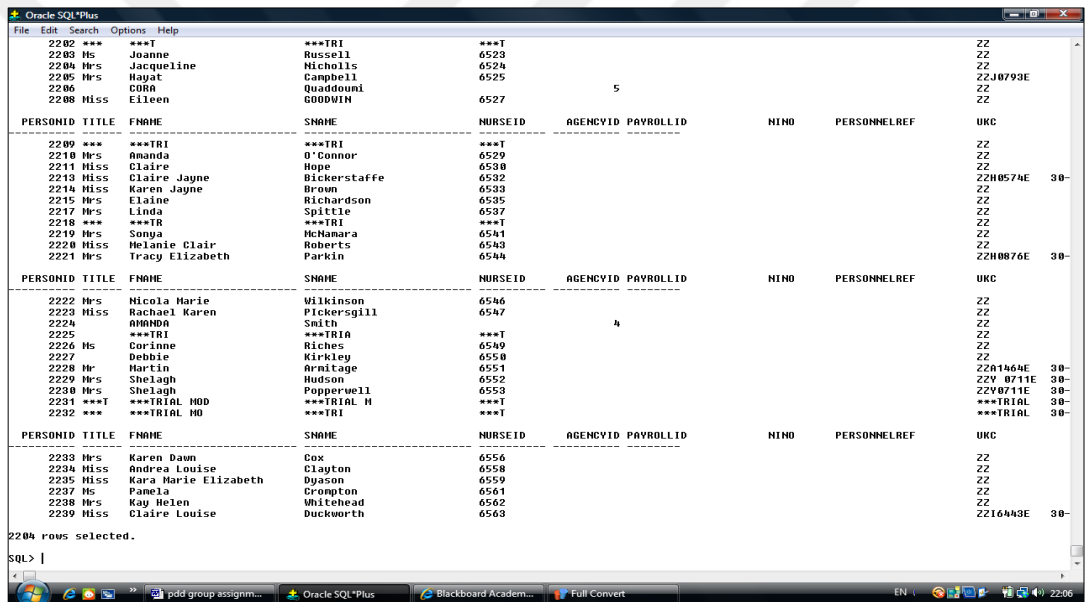 Oracle SQL*Plus
File Edit Search Options Help
2202 *** ***T ***TRI ***T ZZ
2203 Ms Joanne Russell 6523 ZZ
2204 Mrs Jacqueline Nicholls 6524 ZZ
2205 Mrs Hayat Campbell 6525 ZZJ0793E
2206 CORA Quaddoumi 5 ZZ
2208 Miss Eileen GOODWIN 6527 ZZ
PERSONID TITLE FNAME SNAME NURSEID AGENCYID PAYROLLID NINO PERSONNELREF UKC
2209 *** ***TRI ***TRI ***T ZZ
2210 Mrs Amanda O'Connor 6529 ZZ
2211 Miss Claire Hope 6530 ZZ
2213 Miss Claire Jayne Bickerstaffe 6532 ZZH0574E 30-
2214 Miss Karen Jayne Brown 6533 ZZ
2215 Mrs Elaine Richardson 6535 ZZ
2217 Mrs Linda Spittle 6537 ZZ
2218 *** ***TR ***TRI ***T ZZ
2219 Mrs Sonya McNamara 6541 ZZ
2220 Miss Melanie Clair Roberts 6543 ZZ
2221 Mrs Tracy Elizabeth Parkin 6544 ZZH0876E 30-
PERSONID TITLE FNAME SNAME NURSEID AGENCYID PAYROLLID NINO PERSONNELREF UKC
2222 Mrs Nicola Marie Wilkinson 6546 ZZ
2223 Miss Rachael Karen PIckersgill 6547 ZZ
2224 AMANDA Smith 4 ZZ
2225 ***TRI ***TRIA ***T ZZ
2226 Ms Corinne Riches 6549 ZZ
2227 Debbie Kirkley 6550 ZZ
2228 Mr Martin Armitage 6551 ZZA1464E 30-
2229 Mrs Shelagh Hudson 6552 ZZY 0711E 30-
2230 Mrs Shelagh Popperwell 6553 ZZY0711E 30-
2231 ***T ***TRIAL MOD ***TRIAL M ***T ***TRIAL 30-
2232 *** ***TRIAL MO ***TRI ***T ***TRIAL 30-
PERSONID TITLE FNAME SNAME NURSEID AGENCYID PAYROLLID NINO PERSONNELREF UKC
2233 Mrs Karen Dawn Cox 6556 ZZ
2234 Miss Andrea Louise Clayton 6558 ZZ
2235 Miss Kara Marie Elizabeth Dyason 6559 ZZ
2237 Ms Pamela Crompton 6561 ZZ
2238 Mrs Kay Helen Whitehead 6562 ZZ
2239 Miss Claire Louise Duckworth 6563 ZZI6443E 30-
2204 rows selected.
SQL>
pdd group assignm... Oracle SQL*Plus Blackboard Academ... Full Convert EN 22:06